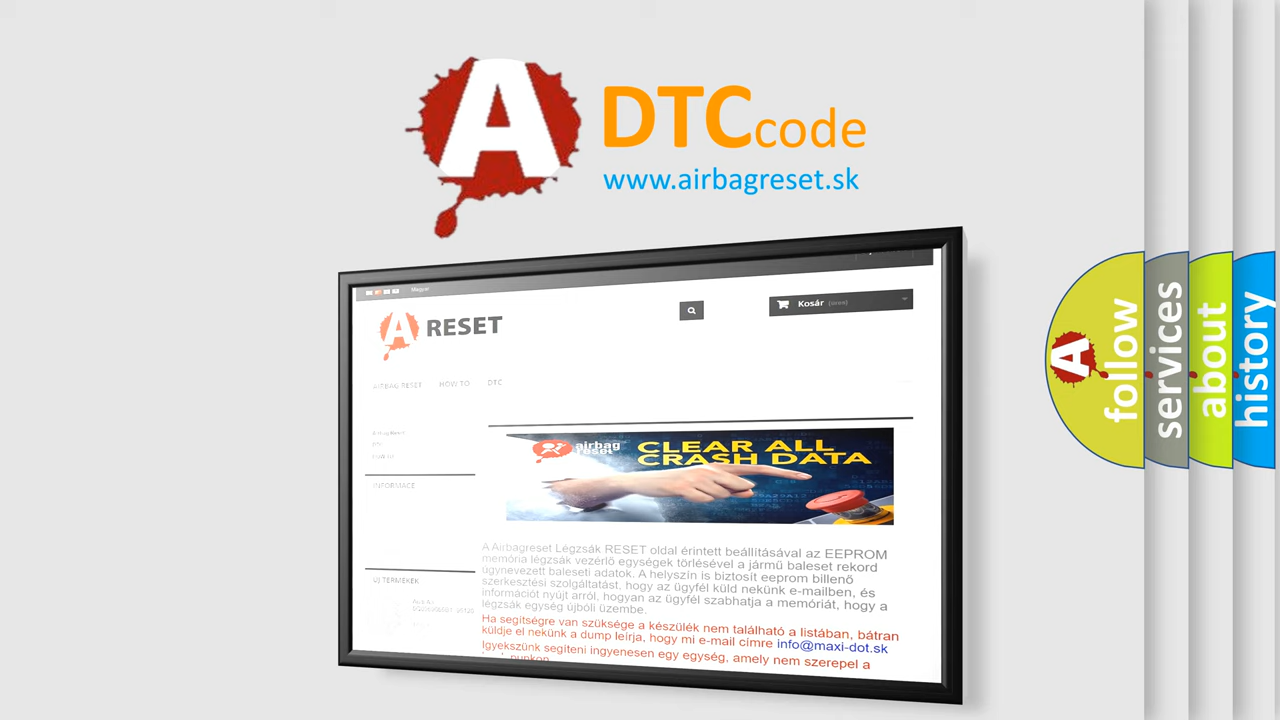 A DTC code
www.airbagreset.sk
Magyar
A RESET
Kosár (üres)
AIRBAG RESET HOW TO DTC
INFORMACE
airbag
reset
CLEAR ALL
CRASH DATA
A Airbagreset Légzsák RESET oldal érintett beállításával az EEPROM
memória légzsák vezérlő egységek törlésével a jármű baleset rekord
úgynevezett baleseti adatok. A helyszín is biztosít eeprom billenő
szerkesztési szolgáltatást, hogy az ügyfél küld nekünk e-mailben, és
információt nyújt arról, hogyan az ügyfél szabhatja a memóriát, hogy a
légzsák egység újbóli üzembe.
Ha segítségre van szüksége a készülék nem található a listában, bátran
küldje el nekünk a dump leírja, hogy mi e-mail címre info@maxi-dot.sk
Igyekszünk segíteni ingyenesen egy egység, amely nem szerepel a
ÚJ TERMÉKEK
A follow
services
about
history